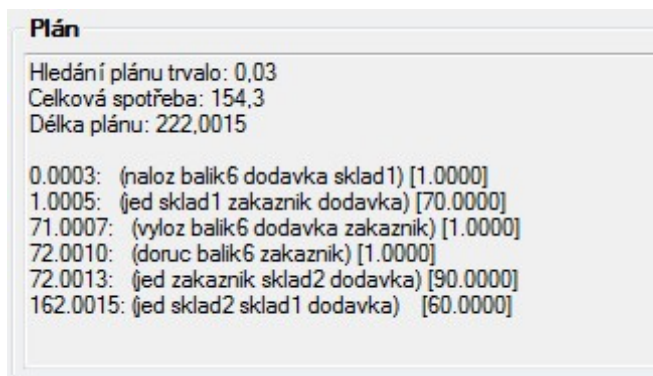 Plán
Hledání plánu trvalo: 0,03
Celková spotřeba: 154,3
Délka plánu: 222,0015
0.0003: (naloz balik6 dodavka sklad1) [1.0000]
1.0005: (jed sklad1 zakaznik dodavka) [70.0000]
71.0007: (vyloz balik6 dodavka zakaznik) [1.0000]
72.0010: (doruc balik6 zakaznik) [1.0000]
72.0013: (jed zakaznik sklad2 dodavka) [90.0000]
162.0015: (jed sklad2 sklad1 dodavka) [60.0000]